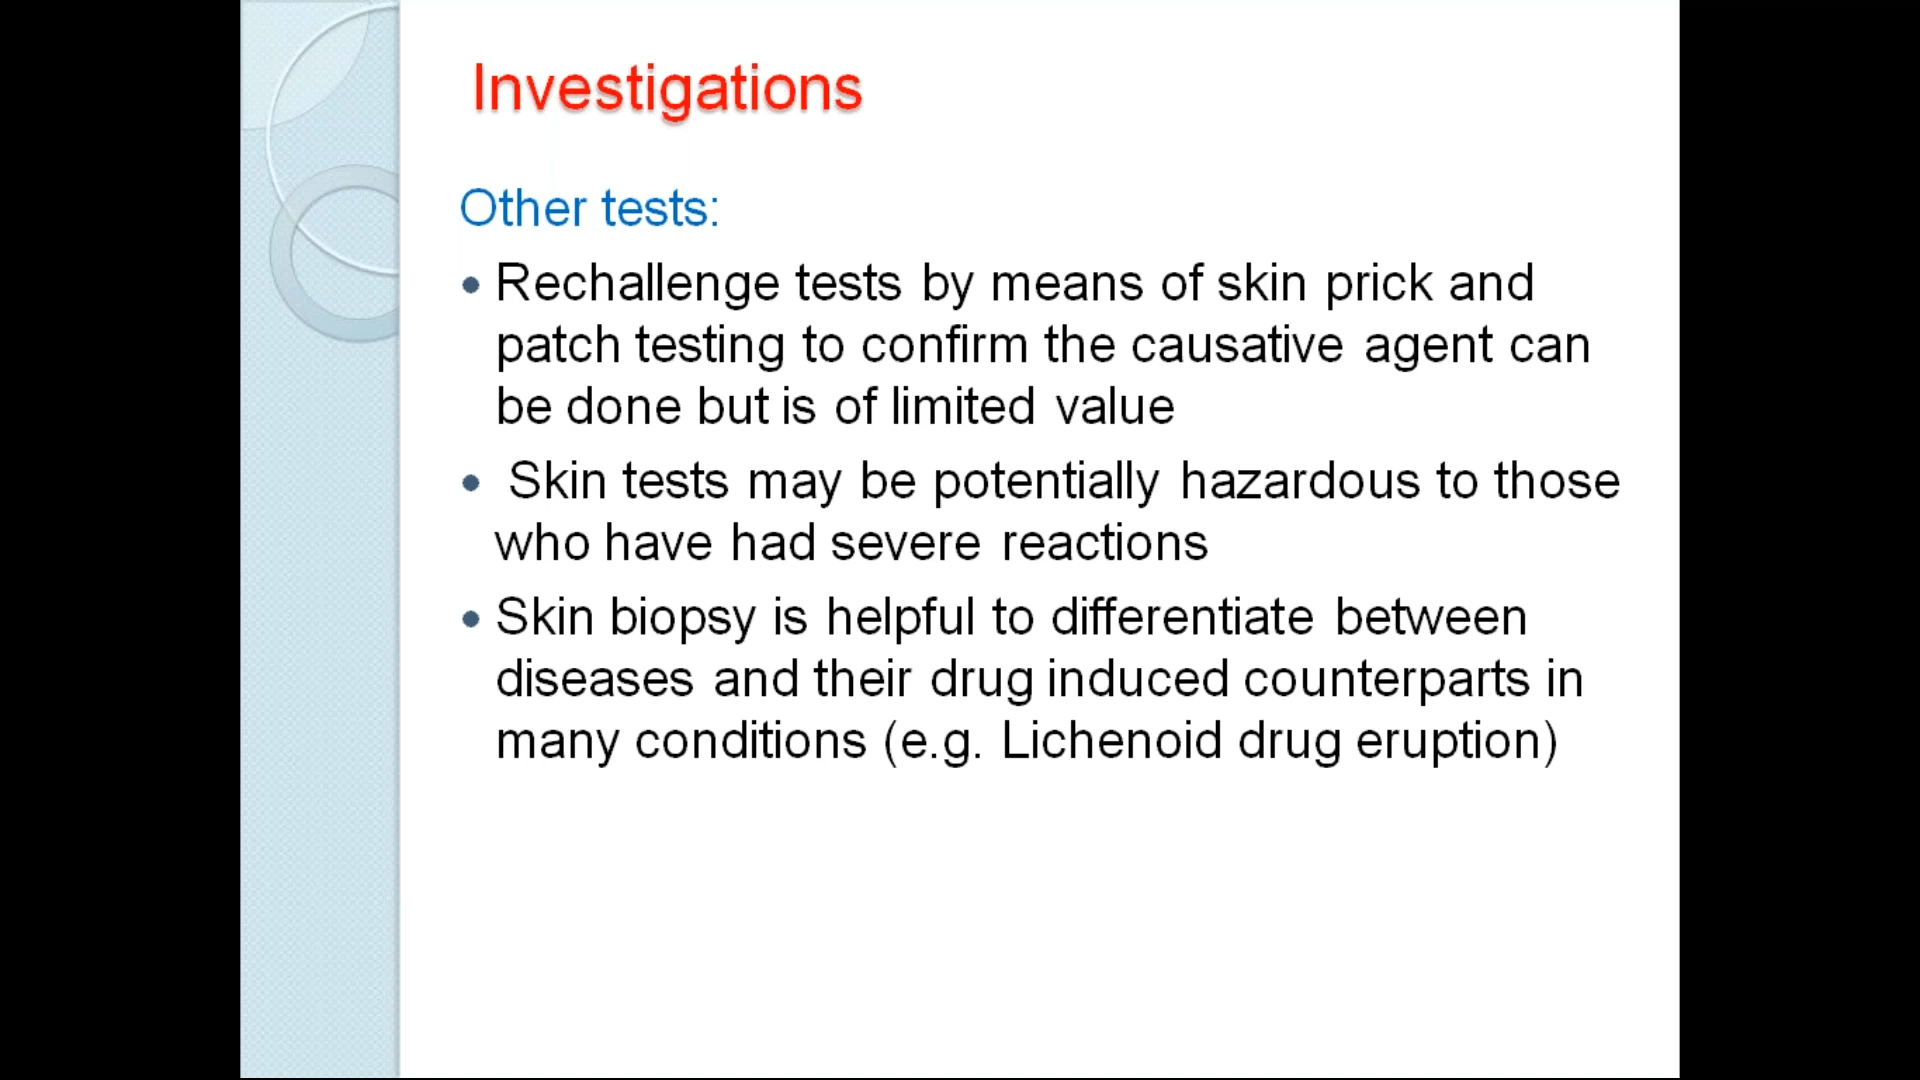 Investigations
Other tests:
• Rechallenge tests by means of skin prick and
patch testing to confirm the causative agent can
be done but is of limited value
• Skin tests may be potentially hazardous to those
who have had severe reactions
• Skin biopsy is helpful to differentiate between
diseases and their drug induced counterparts in
many conditions (e.g. Lichenoid drug eruption)